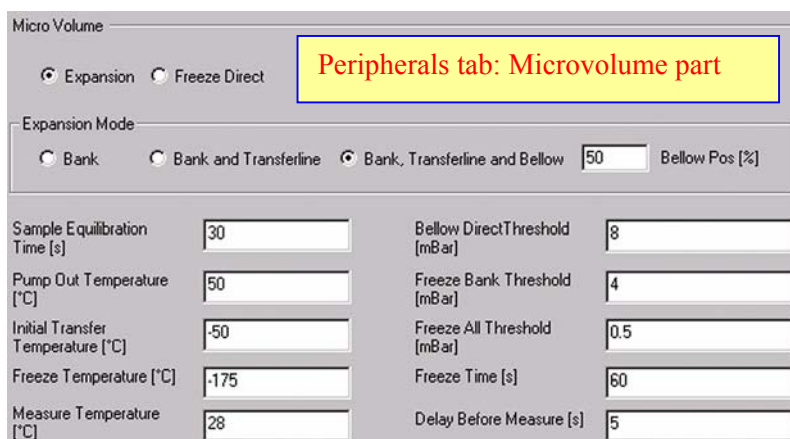 Micro Volume
Peripherals tab: Microvolume part
Expansion Freeze Direct
Expansion Mode
Bank Bank and Transferline Bank, Transferline and Bellow 50 Bellow Pos [%]
Sample Equilibration
Time [s]
30
Bellow DirectThreshold
[mBar]
8
Pump Out Temperature
[°C]
50
Freeze Bank Threshold
[mBar]
4
Initial Transfer
Temperature [°C]
-50
Freeze All Threshold
[mBar]
0.5
Freeze Temperature [°C]
-175
Freeze Time [s]
60
Measure Temperature
[°C]
28
Delay Before Measure [s]
5